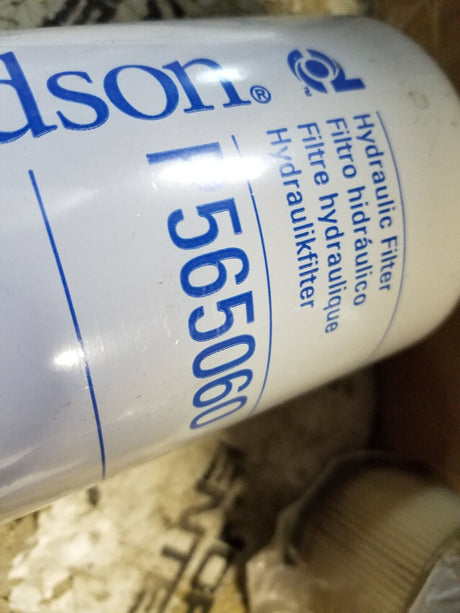 dson®
P565060
Hydraulic Filter
Filtro hidráulico
Filtre hydraulique
Hydraulikfilter